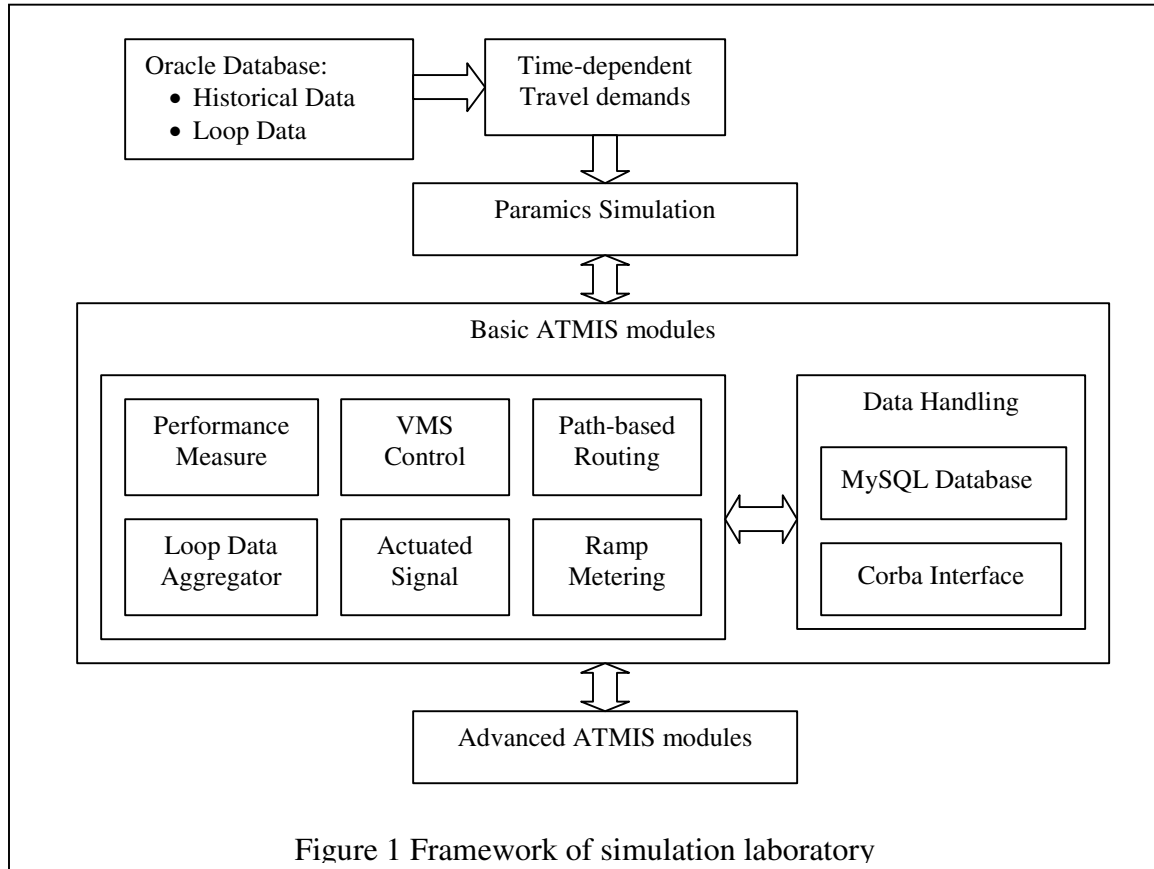 Oracle Database:
• Historical Data
• Loop Data
Time-dependent
Travel demands
Paramics Simulation
Basic ATMIS modules
Performance
Measure
VMS
Control
Path-based
Routing
Loop Data
Aggregator
Actuated
Signal
Ramp
Metering
Data Handling
MySQL Database
Corba Interface
Advanced ATMIS modules
Figure 1 Framework of simulation laboratory